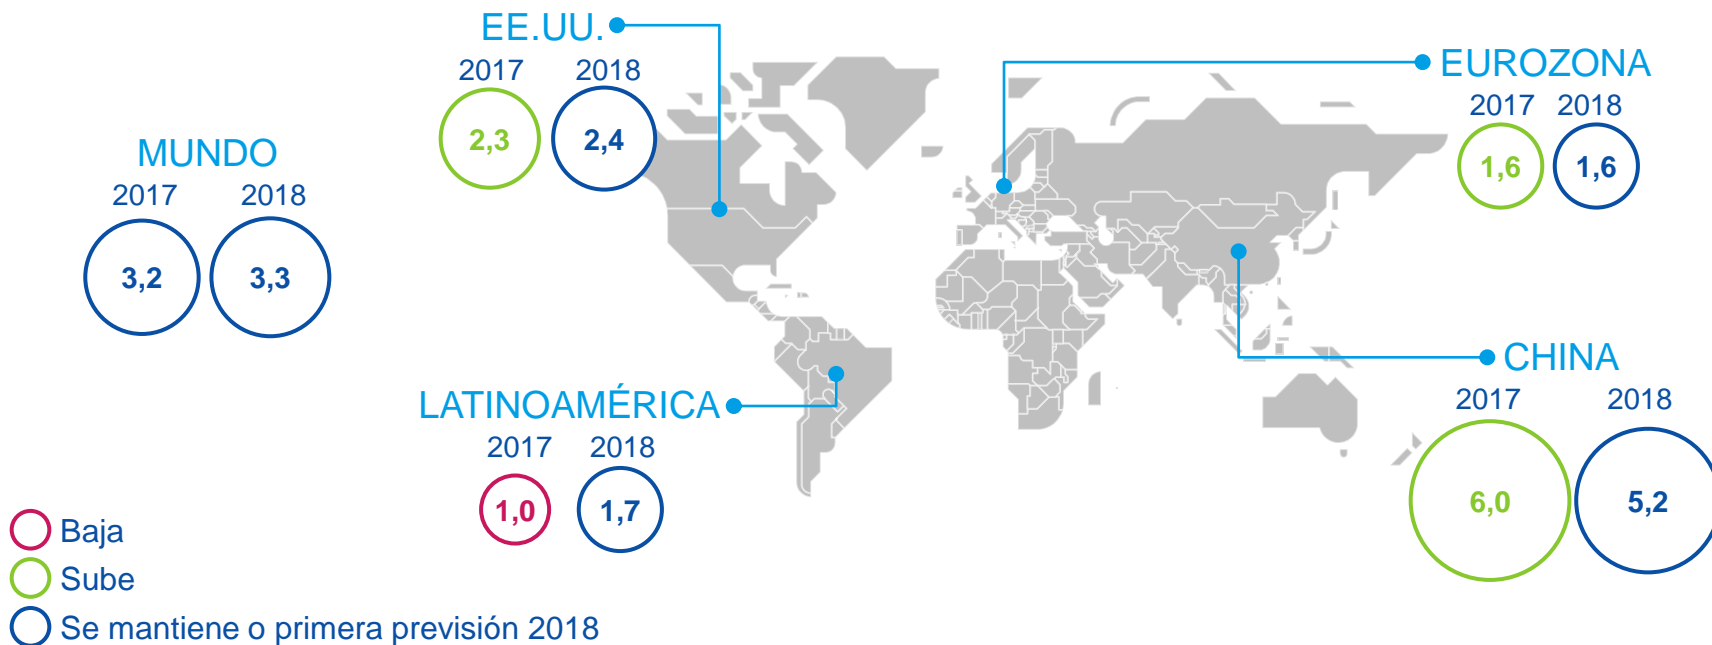 MUNDO
2017 2018
3,2 3,3
EE.UU.
2017 2018
2,3 2,4
EUROZONA
2017 2018
1,6 1,6
LATINOAMÉRICA
2017 2018
1,0 1,7
CHINA
2017 2018
6,0 5,2
Baja
Sube
Se mantiene o primera previsión 2018